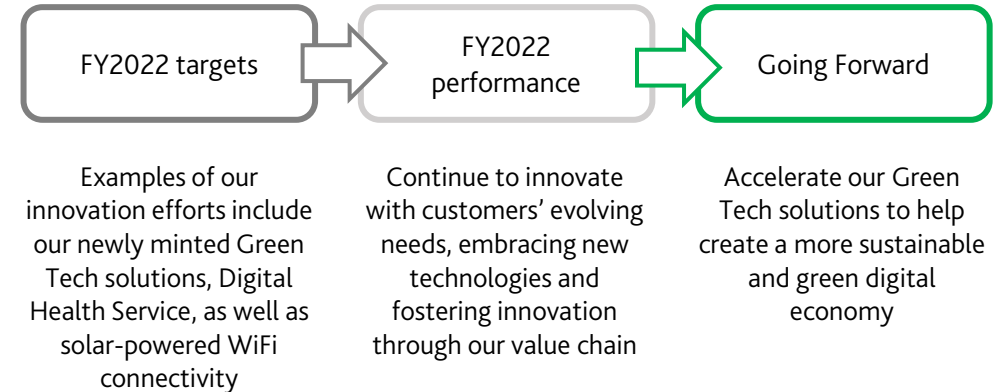 FY2022 targets
FY2022
performance
Going Forward
Examples of our
innovation efforts include
our newly minted Green
Tech solutions, Digital
Health Service, as well as
solar-powered WiFi
connectivity
Continue to innovate
with customers’ evolving
needs, embracing new
technologies and
fostering innovation
through our value chain
Accelerate our Green
Tech solutions to help
create a more sustainable
and green digital
economy